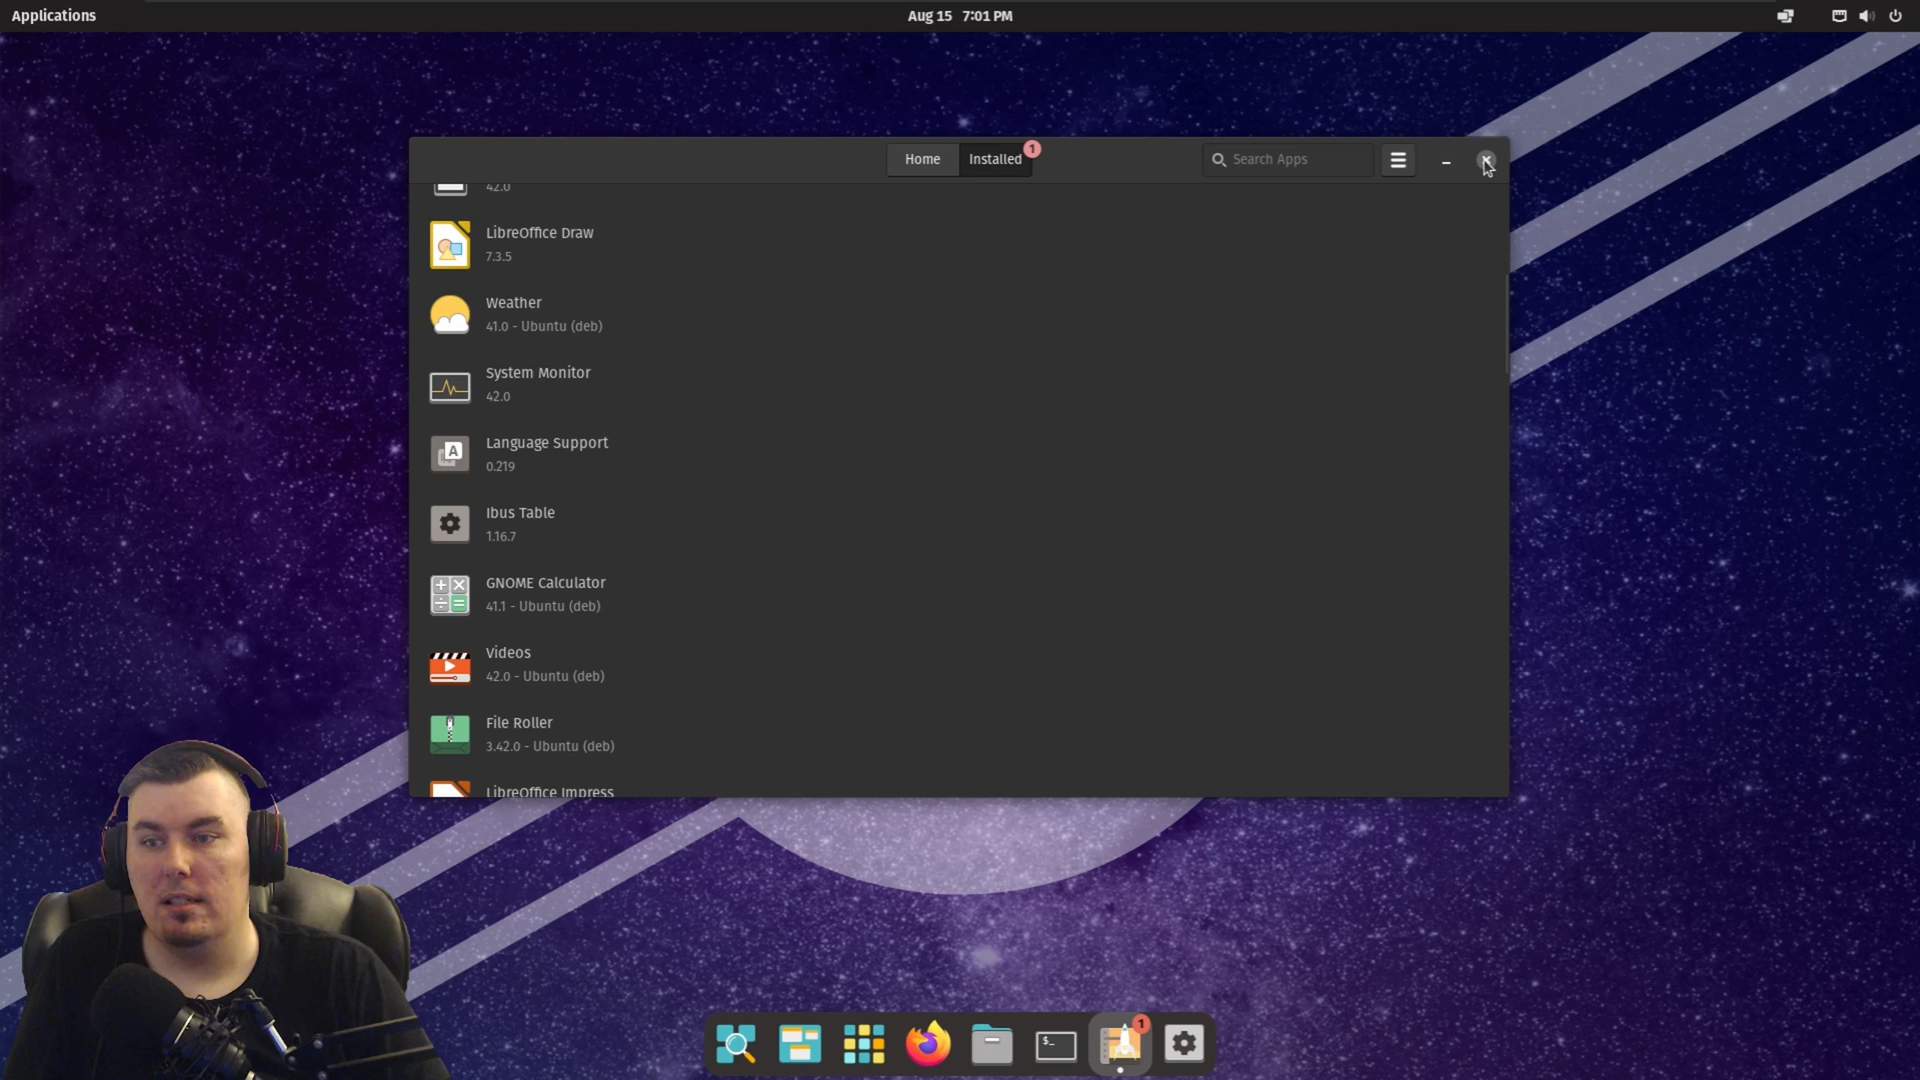 Applications
Aug 15 7:01 PM
Home
Installed
1
Search Apps
42.0
LibreOffice Draw
7.3.5
Weather
41.0 - Ubuntu (deb)
System Monitor
42.0
Language Support
0.219
Ibus Table
1.16.7
GNOME Calculator
41.1 - Ubuntu (deb)
Videos
42.0 - Ubuntu (deb)
File Roller
3.42.0 - Ubuntu (deb)
LibreOffice Impress
$_
1